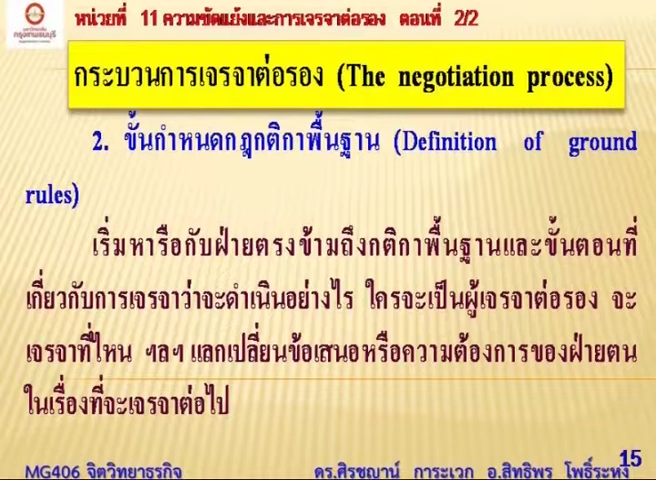 หน่วยที่ 11 ความขัดแย้งและการเจรจาต่อรอง ตอนที่ 2/2
กระบวนการเจรจาต่อรอง (The negotiation process)
2. ขั้นกำหนดกฎกติกาพื้นฐาน (Definition of ground
rules)
เริ่มหารือกับฝ่ายตรงข้ามถึงกติกาพื้นฐานและขั้นตอนที่
เกี่ยวกับการเจรจาว่าจะดำเนินอย่างไร ใครจะเป็นผู้เจรจาต่อรอง จะ
เจรจาที่ไหน ฯลฯ แลกเปลี่ยนข้อเสนอหรือความต้องการของฝ่ายตน
ในเรื่องที่จะเจรจาต่อไป
MG406 จิตวิทยาธุรกิจ ดร.ศิรชญาน์ การะเวก อ.สิทธิพร โพธิ์ระหงส์
15